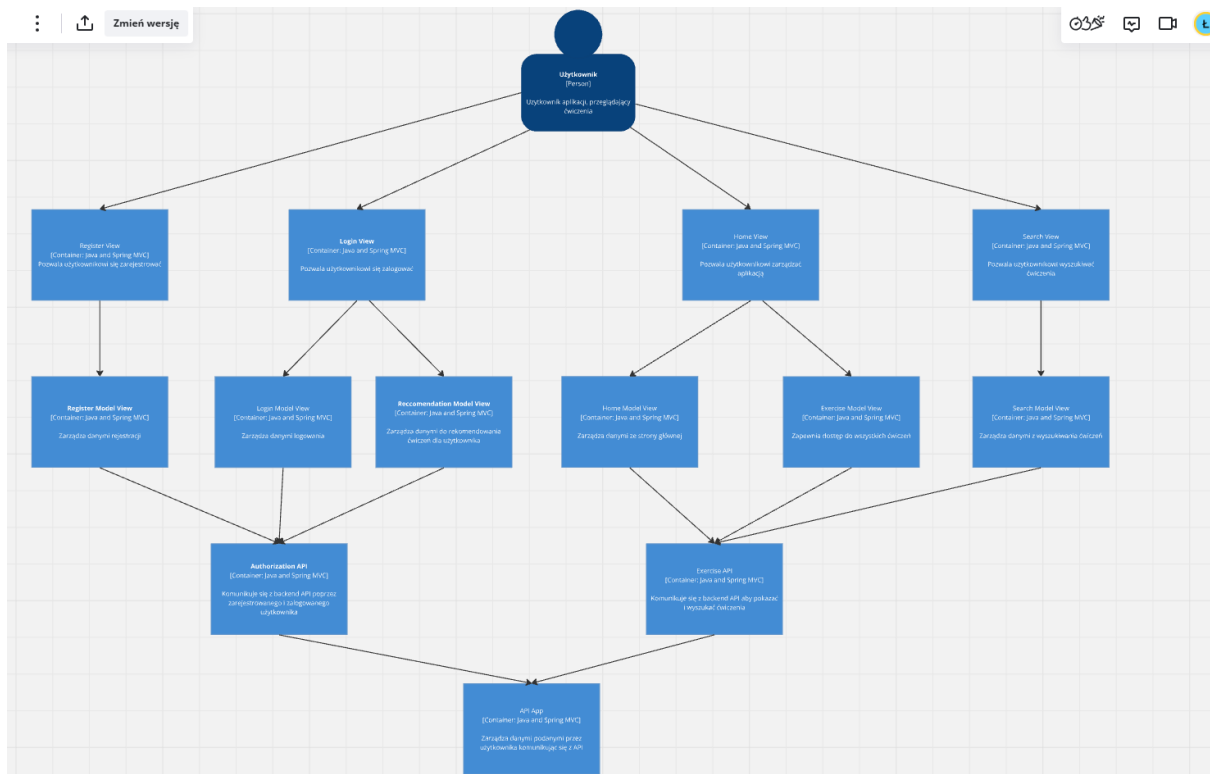 Zmień wersję
Ł
Użytkownik
[Person]
Użytkownik aplikacji, przeglądający
ćwiczenia
Register View
[Container: Java and Spring MVC]
Pozwala użytkownikowi się zarejestrować
Login View
[Container: Java and Spring MVC]
Pozwala użytkownikowi się zalogować
Home View
[Container: Java and Spring MVC]
Pozwala użytkownikowi zarządzać
aplikacją
Search View
[Container: Java and Spring MVC]
Pozwala użytkownikowi wyszukiwać
ćwiczenia
Register Model View
[Container: Java and Spring MVC]
Zarządza danymi rejestracji
Login Model View
[Container: Java and Spring MVC]
Zarządza danymi logowania
Reccomendation Model View
[Container: Java and Spring MVC]
Zarządza danymi do rekomendowania
ćwiczeń dla użytkownika
Home Model View
[Container: Java and Spring MVC]
Zarządza danymi ze strony głównej
Exercise Model View
[Container: Java and Spring MVC]
Zapewnia dostęp do wszystkich ćwiczeń
Search Model View
[Container: Java and Spring MVC]
Zarządza danymi z wyszukiwania ćwiczeń
Authorization API
[Container: Java and Spring MVC]
Komunikuje się z backend API poprzez
zarejestrowanego i zalogowanego
użytkownika
Exercise API
[Container: Java and Spring MVC]
Komunikuje się z backend API aby pokazać
i wyszukać ćwiczenia
API App
[Container: Java and Spring MVC]
Zarządza danymi podanymi przez
użytkownika komunikując się z API